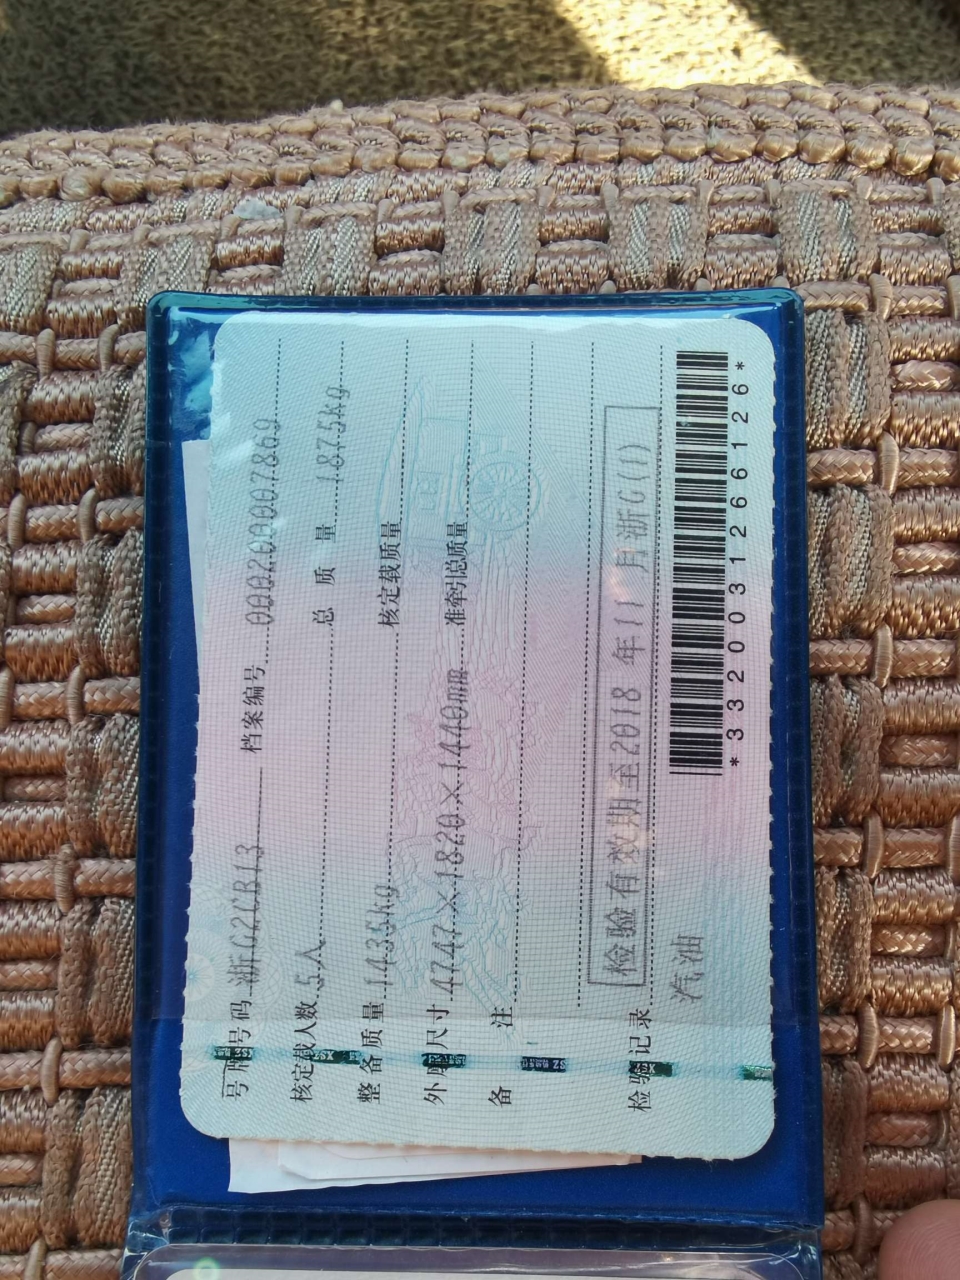 号牌号码 浙G2CB13 档案编号 000200007869
核定载人数 5人 总质量 1875kg
整备质量 1435kg 核定载质量
外廓尺寸 4747×1820×1440mm 准牵引总质量
备注
检验记录 检验有效期至2018年11月浙G(1)
汽油
*3320031266126*